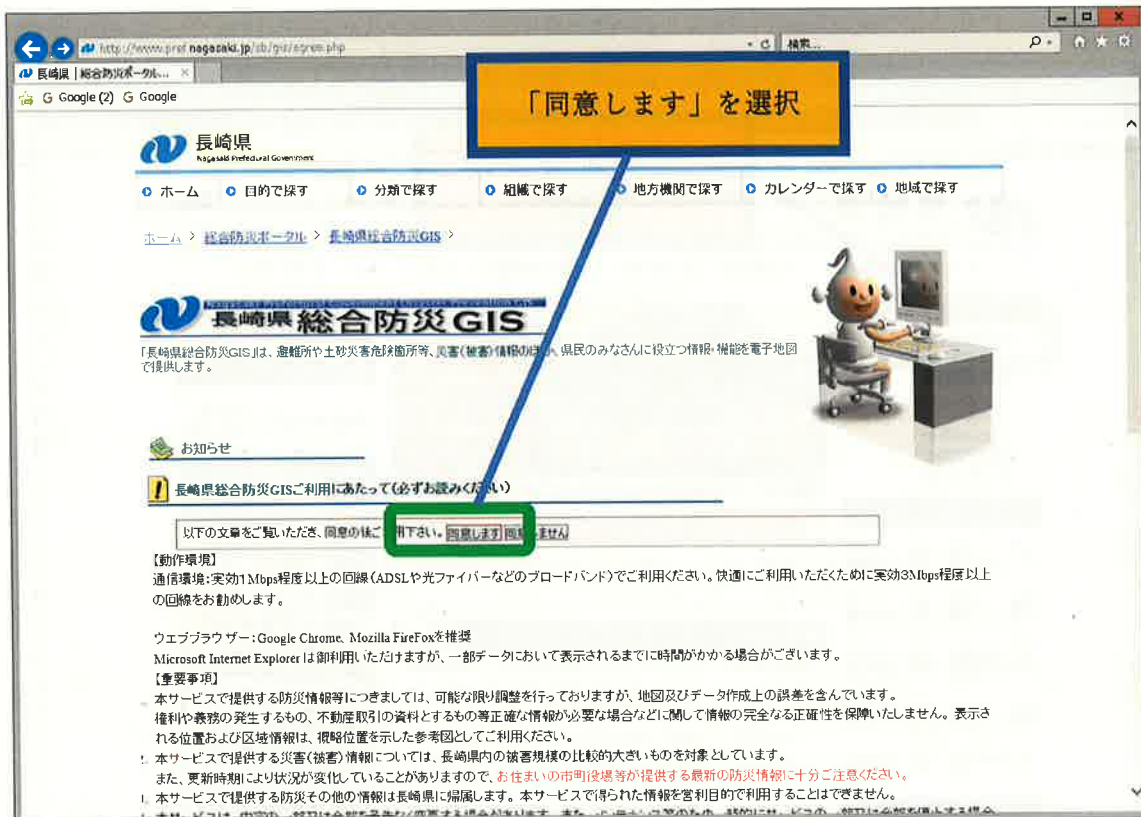 http://www.pref.nagasaki.jp/sb/gis/agree.php
検索...
長崎県 | 総合防災ポータル...
Google (2) Google
「同意します」を選択
長崎県
Nagasaki Prefectural Government
ホーム 目的で探す 分類で探す 組織で探す 地方機関で探す カレンダーで探す 地域で探す
ホーム > 総合防災ポータル > 長崎県総合防災GIS >
長崎県総合防災GIS
「長崎県総合防災GIS」は、避難所や土砂災害危険箇所等、災害(被害)情報のほか、県民のみなさんに役立つ情報・機能を電子地図
で提供します。
お知らせ
長崎県総合防災GISご利用にあたって(必ずお読みください)
以下の文章をご覧いただき、同意の後ご利用下さい。 同意します 同意しません
【動作環境】
通信環境:実効1Mbps程度以上の回線(ADSLや光ファイバーなどのブロードバンド)でご利用ください。快適にご利用いただくために実効3Mbps程度以上
の回線をお勧めします。
ウエブブラウザー:Google Chrome、Mozilla FireFoxを推奨
Microsoft Internet Explorerは御利用いただけますが、一部データにおいて表示されるまでに時間がかかる場合がございます。
【重要事項】
本サービスで提供する防災情報等につきましては、可能な限り調整を行っておりますが、地図及びデータ作成上の誤差を含んでいます。
権利や義務の発生するもの、不動産取引の資料とするもの等正確な情報が必要な場合などに関して情報の完全なる正確性を保障いたしません。表示さ
れる位置および区域情報は、概略位置を示した参考図としてご利用ください。
本サービスで提供する災害(被害)情報については、長崎県内の被害規模の比較的大きいものを対象としています。
また、更新時期により状況が変化していることがありますので、お住まいの市町役場等が提供する最新の防災情報に十分ご注意ください。
本サービスで提供する防災その他の情報は長崎県に帰属します。本サービスで得られた情報を営利目的で利用することはできません。